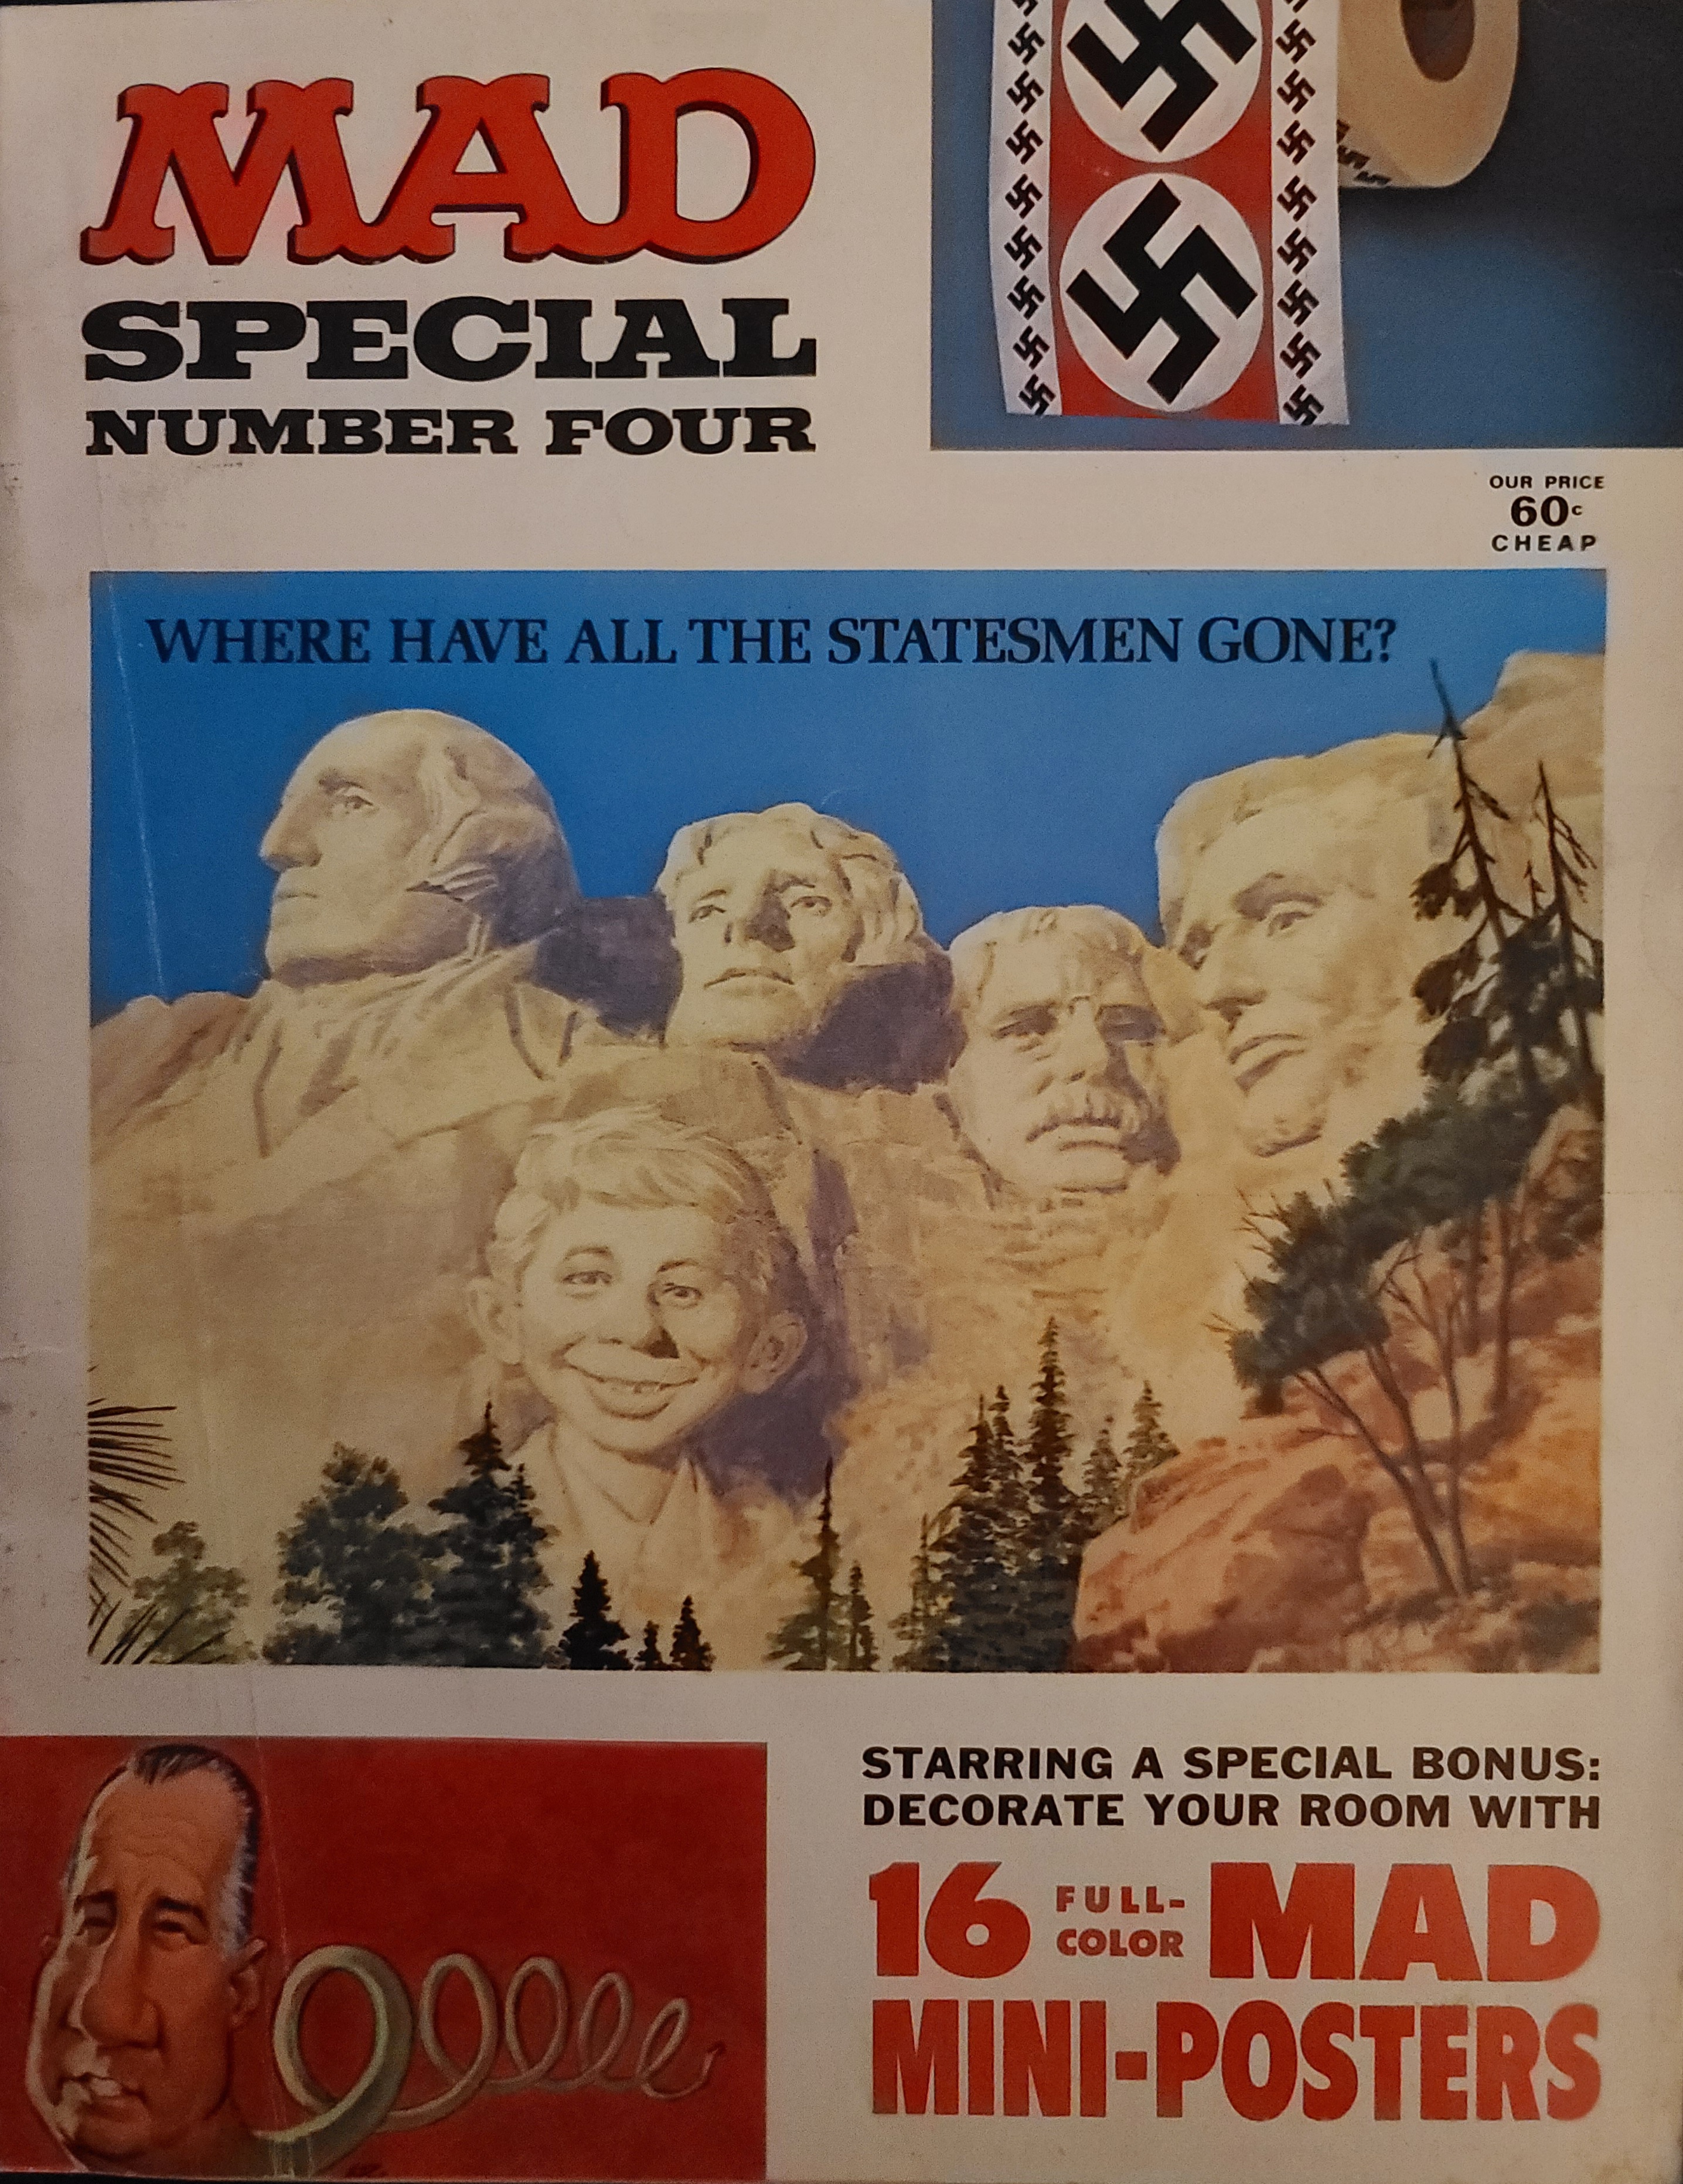 MAD
SPECIAL
NUMBER FOUR
OUR PRICE
60c
CHEAP
WHERE HAVE ALL THE STATESMEN GONE?
STARRING A SPECIAL BONUS:
DECORATE YOUR ROOM WITH
16 FULL-COLOR MAD
MINI-POSTERS